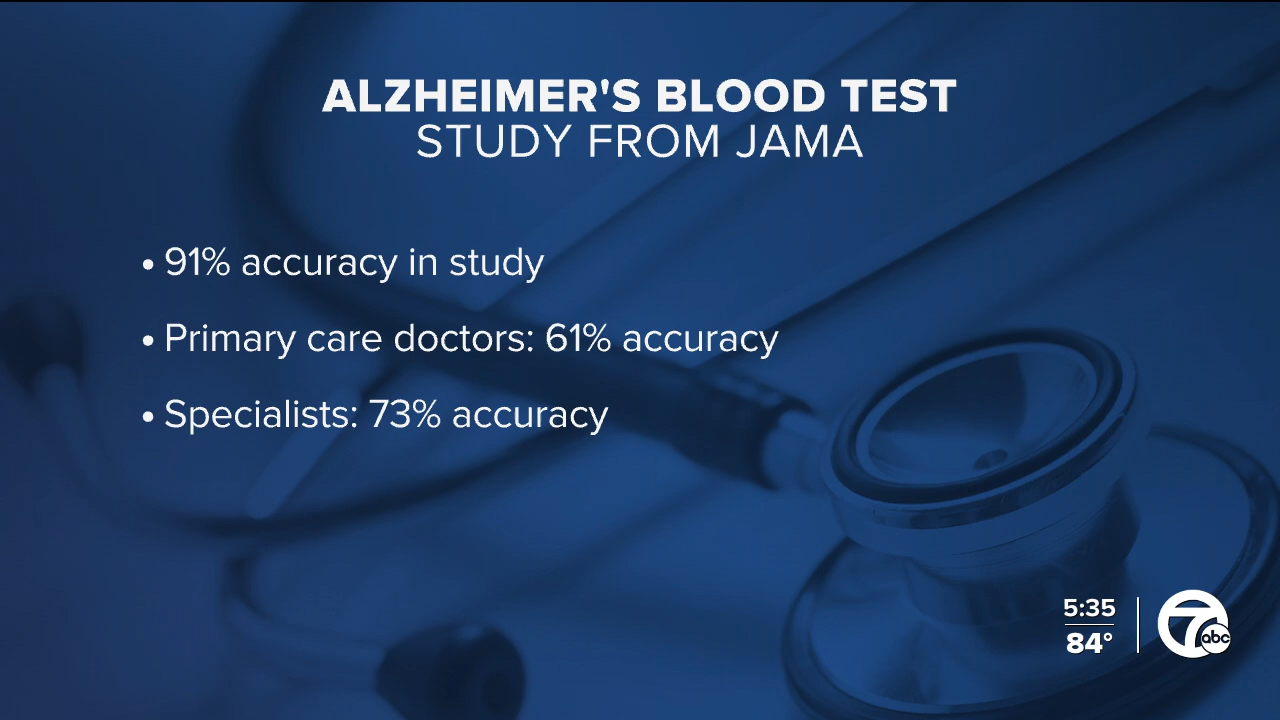 ALZHEIMER'S BLOOD TEST
STUDY FROM JAMA
• 91% accuracy in study
• Primary care doctors: 61% accuracy
• Specialists: 73% accuracy
5:35
84°
7 abc